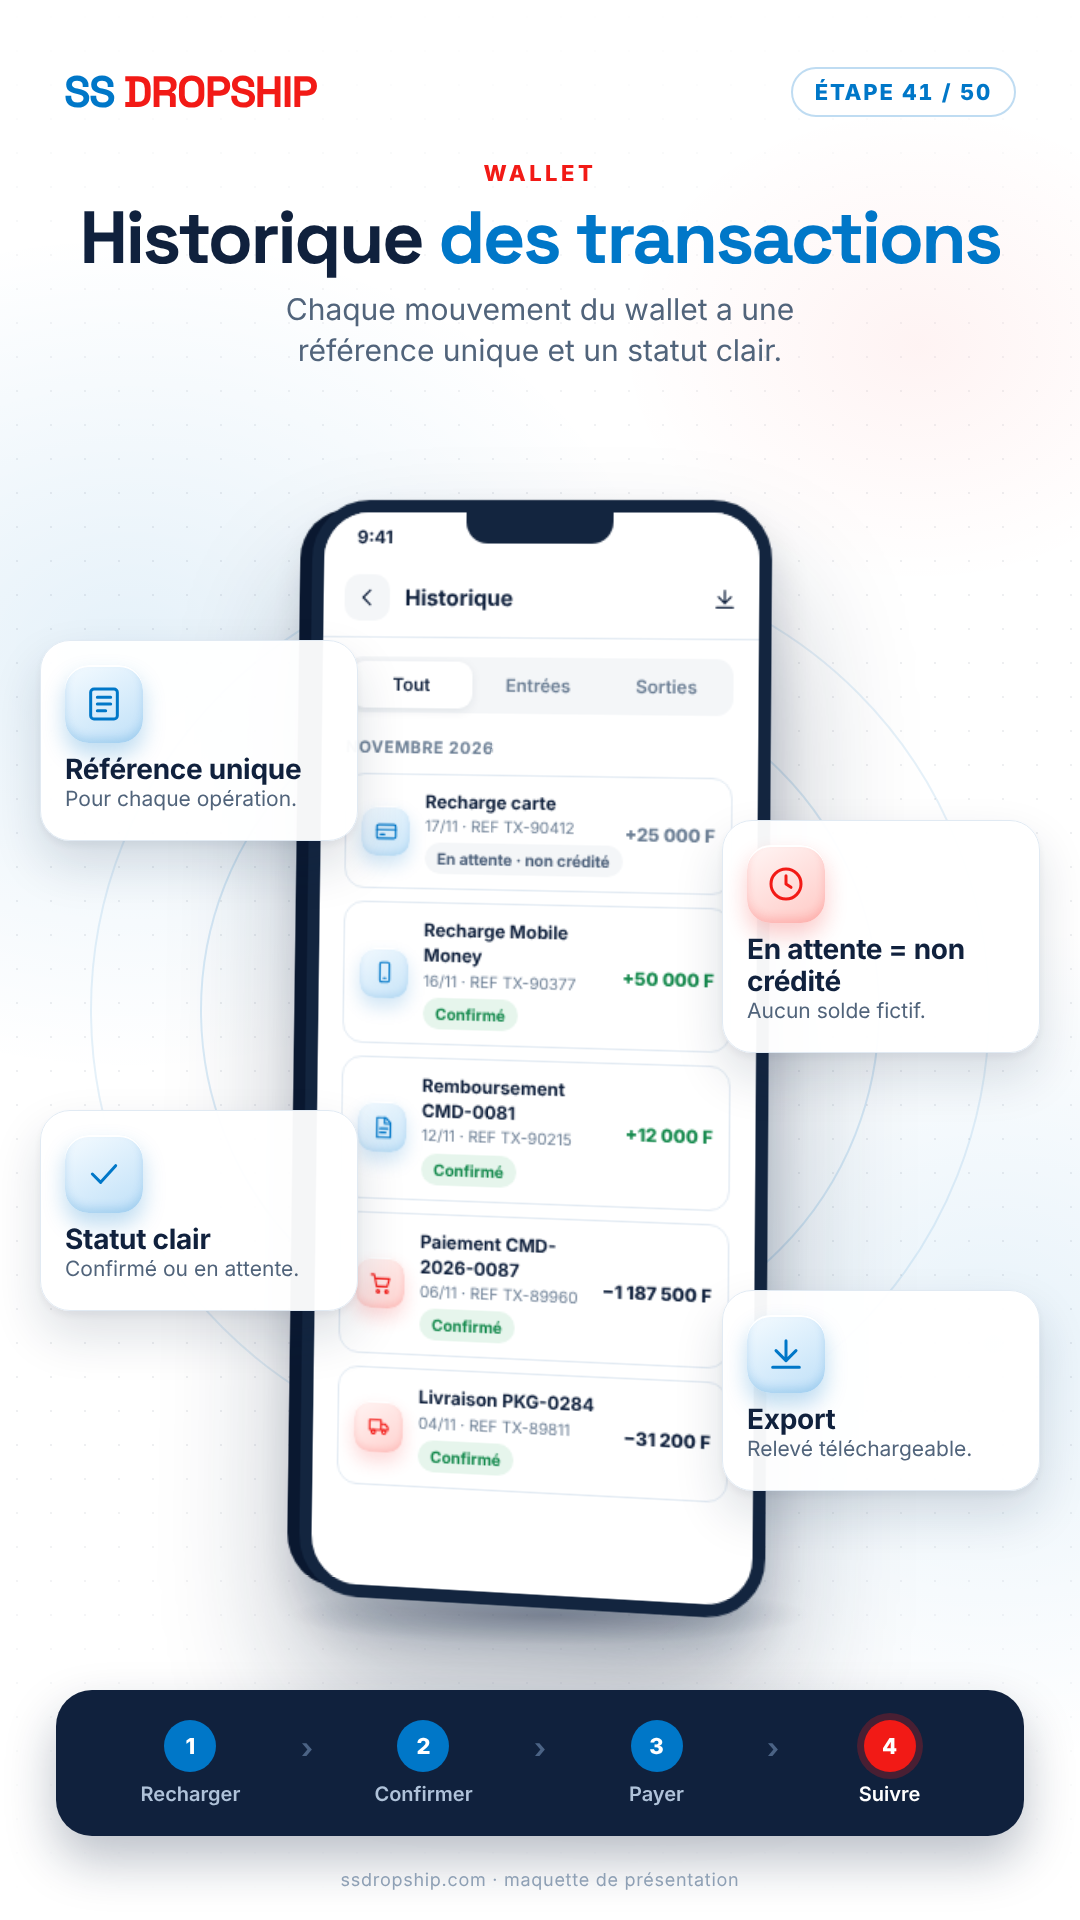 SS DROPSHIP
ÉTAPE 41 / 50
WALLET
Historique des transactions
Chaque mouvement du wallet a une
référence unique et un statut clair.
9:41
Historique
Tout
Entrées
Sorties
OVEMBRE 2026
Recharge carte
17/11 · REF TX-90412
En attente · non crédité
+25 000 F
Recharge Mobile
Money
16/11 · REF TX-90377
Confirmé
+50 000 F
Remboursement
CMD-0081
12/11 · REF TX-90215
Confirmé
+12 000 F
Paiement CMD-
2026-0087
06/11 · REF TX-89960
Confirmé
−1 187 500 F
Livraison PKG-0284
04/11 · REF TX-89811
Confirmé
−31 200 F
Référence unique
Pour chaque opération.
En attente = non
crédité
Aucun solde fictif.
Statut clair
Confirmé ou en attente.
Export
Relevé téléchargeable.
1
Recharger
›
2
Confirmer
›
3
Payer
›
4
Suivre
ssdropship.com · maquette de présentation